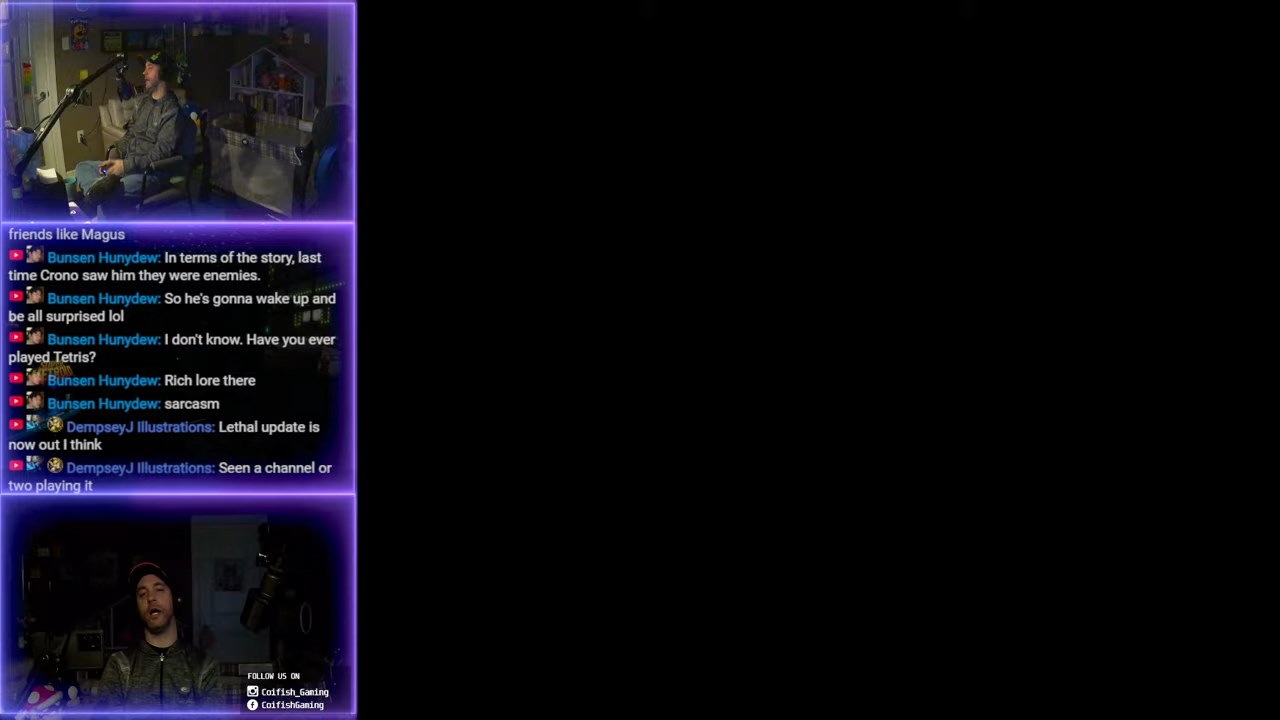 friends like Magus
Bunsen Hunydew: In terms of the story, last
time Crono saw him they were enemies.
Bunsen Hunydew: So he's gonna wake up and
be all surprised lol
Bunsen Hunydew: I don't know. Have you ever
played Tetris?
Bunsen Hunydew: Rich lore there
Bunsen Hunydew: sarcasm
DempseyJ Illustrations: Lethal update is
now out I think
DempseyJ Illustrations: Seen a channel or
two playing it
FOLLOW US ON
Coifish_Gaming
CoifishGaming